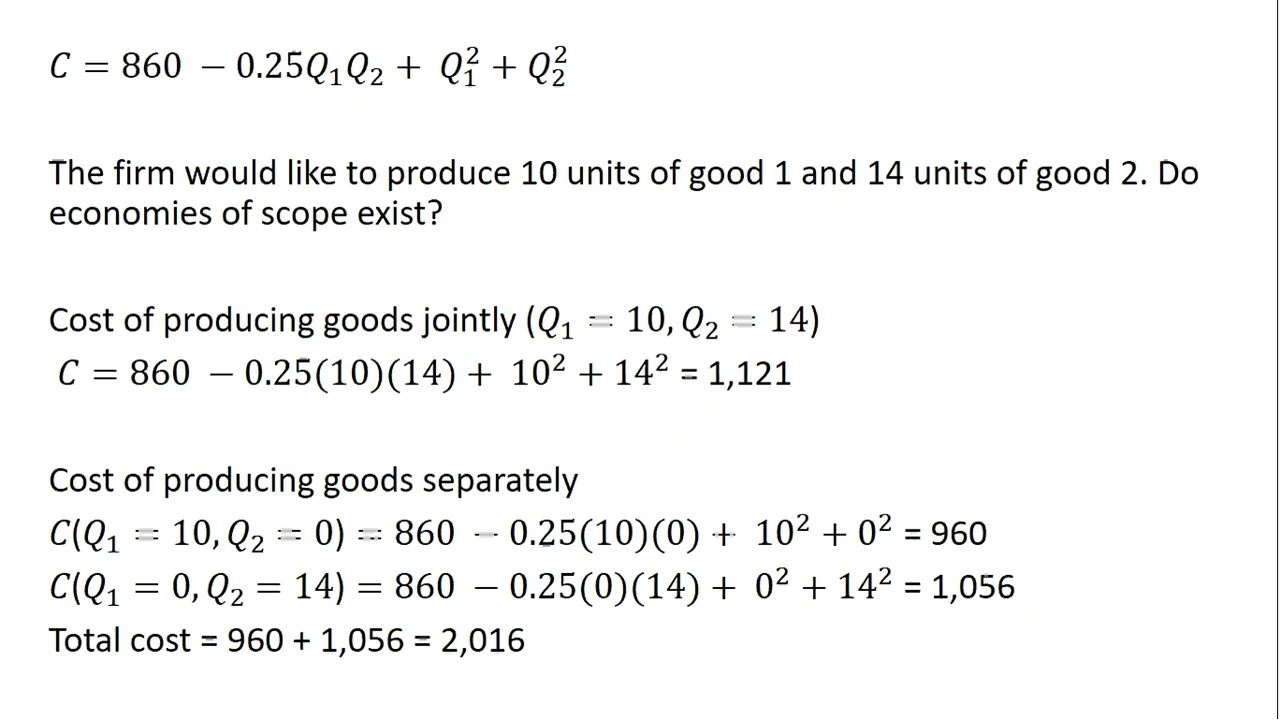 C = 860 − 0.25Q₁Q₂ + Q₁² + Q₂²
The firm would like to produce 10 units of good 1 and 14 units of good 2. Do
economies of scope exist?
Cost of producing goods jointly (Q₁ = 10, Q₂ = 14)
C = 860 − 0.25(10)(14) + 10² + 14² = 1,121
Cost of producing goods separately
C(Q₁ = 10, Q₂ = 0) = 860 − 0.25(10)(0) + 10² + 0² = 960
C(Q₁ = 0, Q₂ = 14) = 860 − 0.25(0)(14) + 0² + 14² = 1,056
Total cost = 960 + 1,056 = 2,016